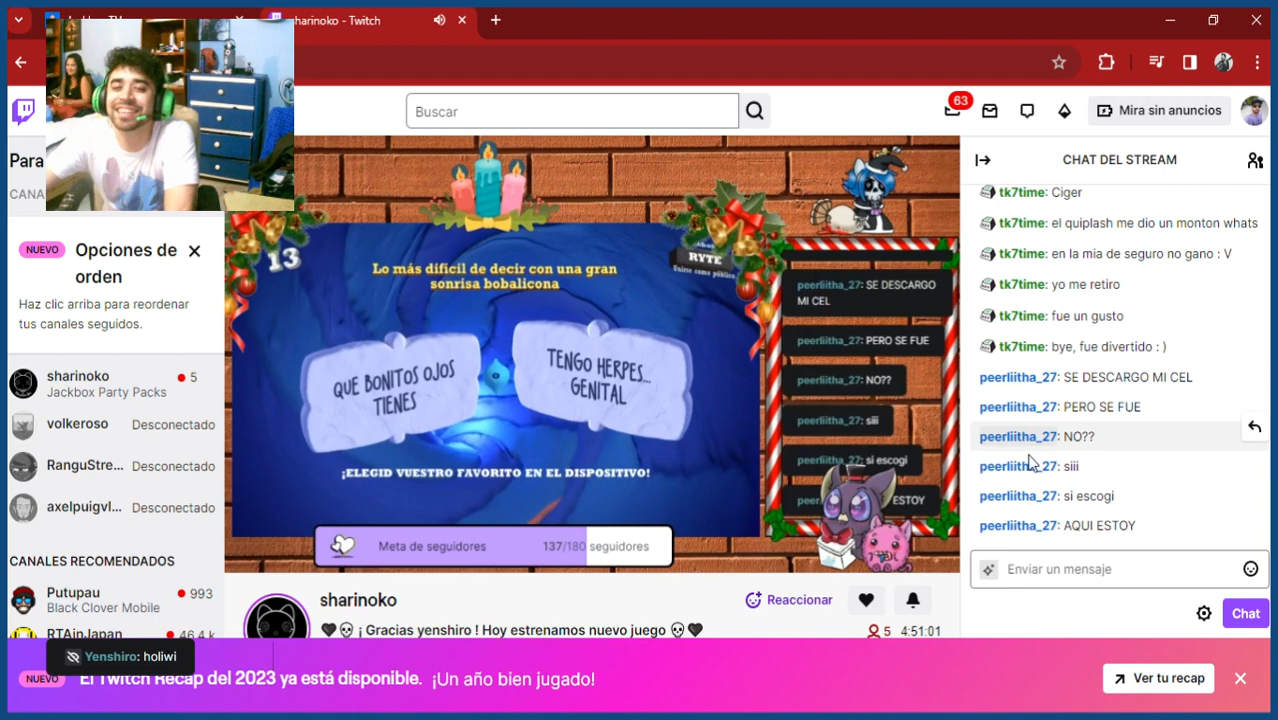 sharinoko - Twitch
Buscar
63
Mira sin anuncios
Para
CANA
NUEVO
Opciones de
orden
Haz clic arriba para reordenar
tus canales seguidos.
sharinoko
5
Jackbox Party Packs
volkeroso
Desconectado
RanguStre...
Desconectado
axelpuigvl...
Desconectado
CANALES RECOMENDADOS
Putupau
993
Black Clover Mobile
RTAinJapan
46,4 k
13
RYTE
Lo más difícil de decir con una gran
sonrisa bobalicona
QUE BONITOS OJOS
TIENES
TENGO HERPES...
GENITAL
¡ELEGID VUESTRO FAVORITO EN EL DISPOSITIVO!
Meta de seguidores
137/180 seguidores
peerliitha_27: SE DESCARGO
MI CEL
peerliitha_27: PERO SE FUE
peerliitha_27: NO??
peerliitha_27: siii
peerliitha_27: si escogi
peer
ESTOY
sharinoko
Reaccionar
¡ Gracias yenshiro ! Hoy estrenamos nuevo juego
5
4:51:01
CHAT DEL STREAM
tk7time: Ciger
tk7time: el quiplash me dio un monton whats
tk7time: en la mia de seguro no gano : V
tk7time: yo me retiro
tk7time: fue un gusto
tk7time: bye, fue divertido : )
peerliitha_27: SE DESCARGO MI CEL
peerliitha_27: PERO SE FUE
peerliitha_27: NO??
peerliitha_27: siii
peerliitha_27: si escogi
peerliitha_27: AQUI ESTOY
Enviar un mensaje
Chat
Yenshiro: holiwi
NUEVO
El Twitch Recap del 2023 ya está disponible. ¡Un año bien jugado!
Ver tu recap